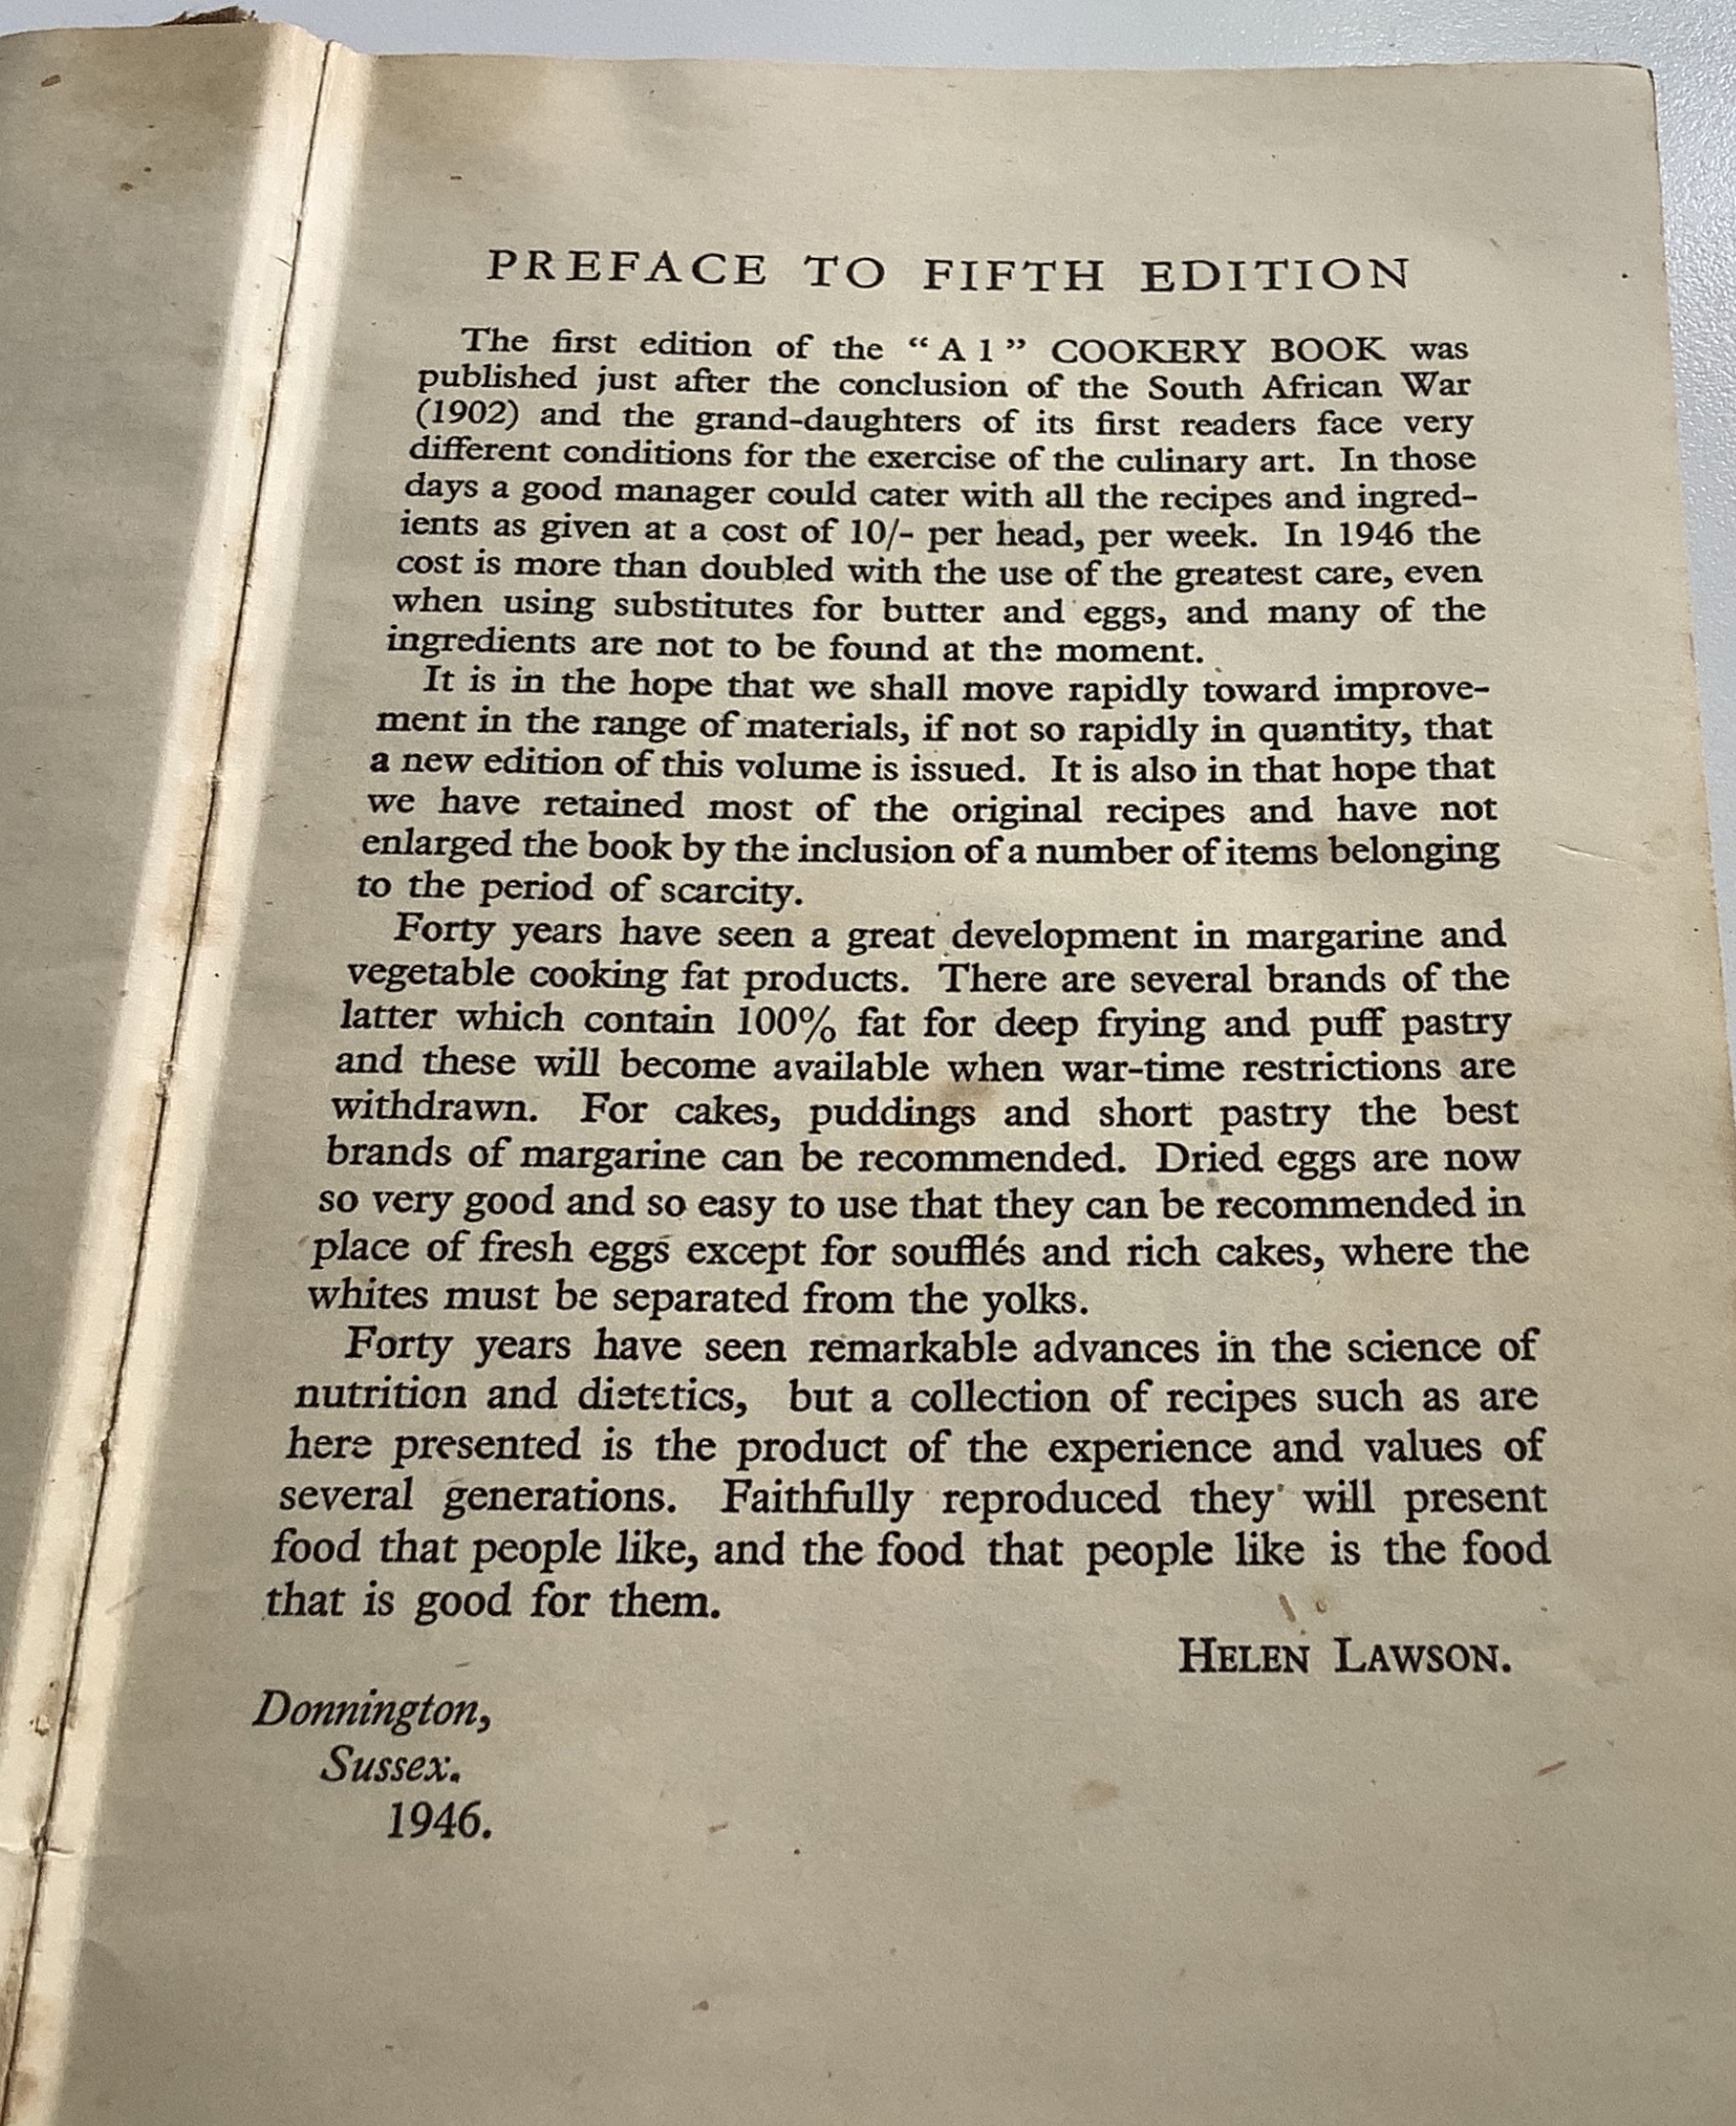 PREFACE TO FIFTH EDITION
The first edition of the “A 1” COOKERY BOOK was
published just after the conclusion of the South African War
(1902) and the grand-daughters of its first readers face very
different conditions for the exercise of the culinary art. In those
days a good manager could cater with all the recipes and ingred-
ients as given at a cost of 10/- per head, per week. In 1946 the
cost is more than doubled with the use of the greatest care, even
when using substitutes for butter and eggs, and many of the
ingredients are not to be found at the moment.
It is in the hope that we shall move rapidly toward improve-
ment in the range of materials, if not so rapidly in quantity, that
a new edition of this volume is issued. It is also in that hope that
we have retained most of the original recipes and have not
enlarged the book by the inclusion of a number of items belonging
to the period of scarcity.
Forty years have seen a great development in margarine and
vegetable cooking fat products. There are several brands of the
latter which contain 100% fat for deep frying and puff pastry
and these will become available when war-time restrictions are
withdrawn. For cakes, puddings and short pastry the best
brands of margarine can be recommended. Dried eggs are now
so very good and so easy to use that they can be recommended in
place of fresh eggs except for soufflés and rich cakes, where the
whites must be separated from the yolks.
Forty years have seen remarkable advances in the science of
nutrition and dietetics, but a collection of recipes such as are
here presented is the product of the experience and values of
several generations. Faithfully reproduced they will present
food that people like, and the food that people like is the food
that is good for them.
HELEN LAWSON.
Donnington,
Sussex.
1946.